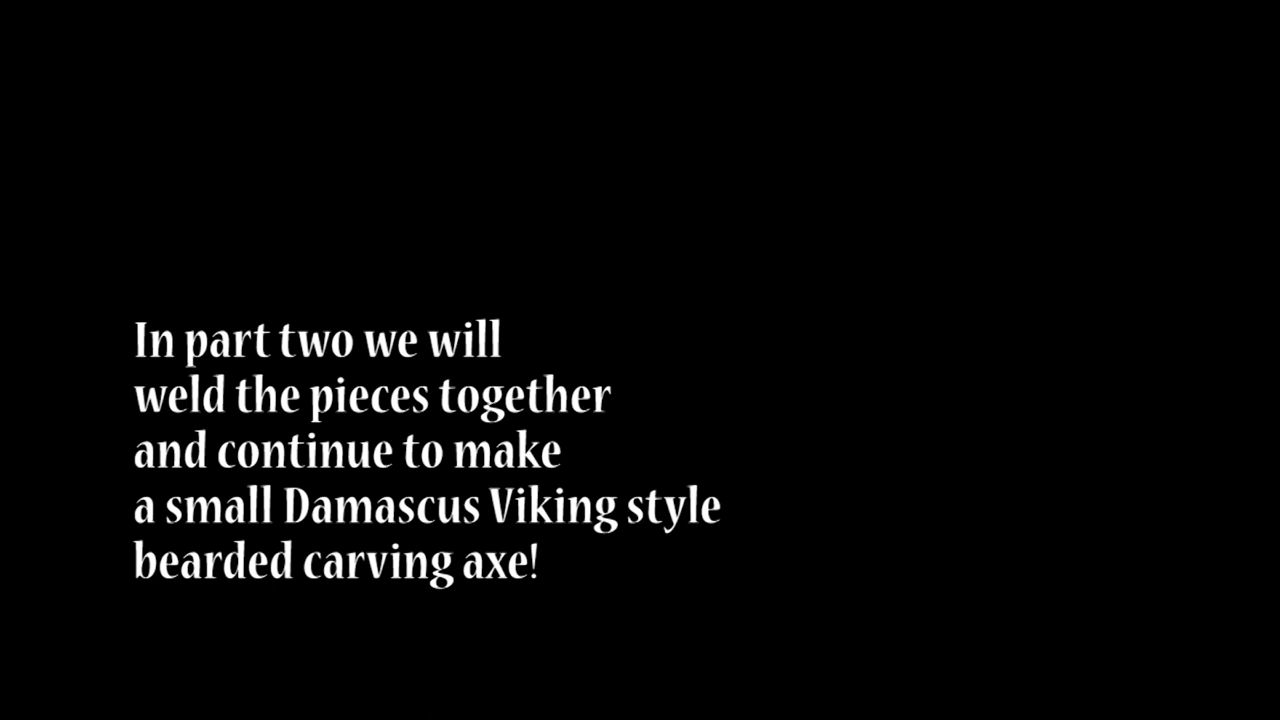 In part two we will
weld the pieces together
and continue to make
a small Damascus Viking style
bearded carving axe!